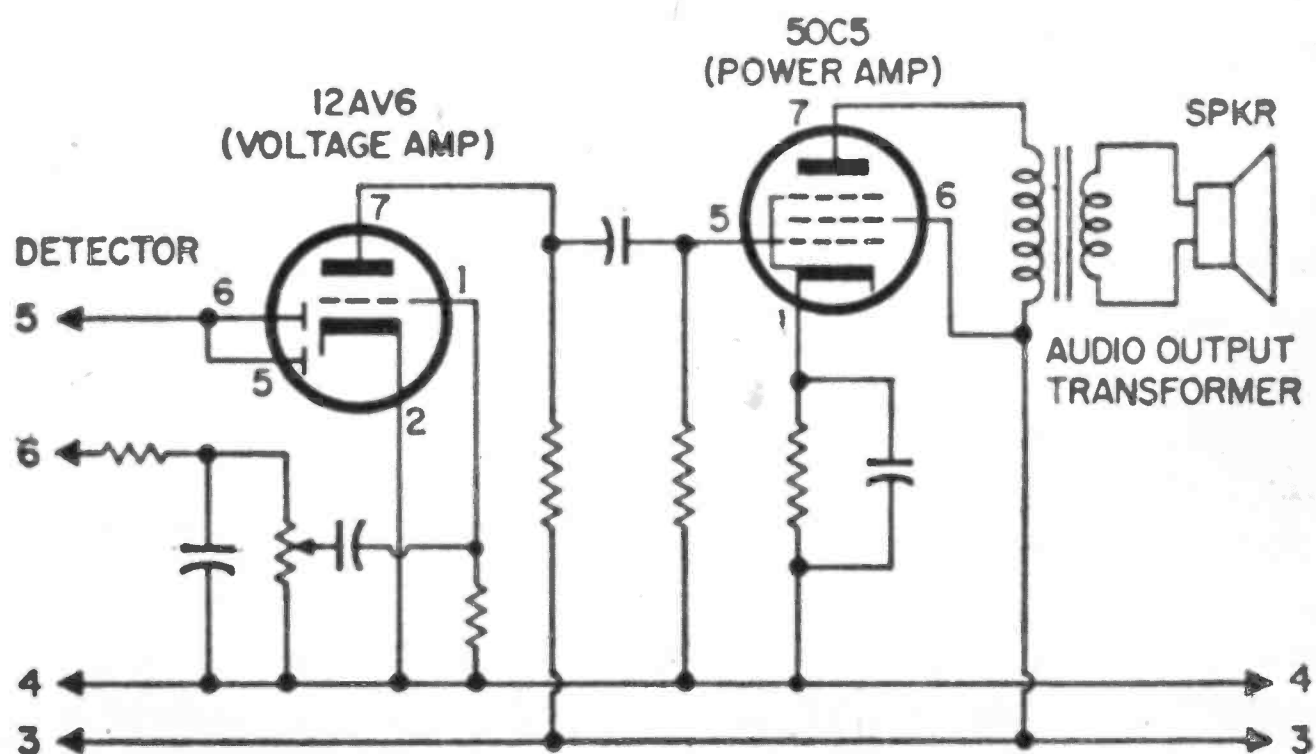 50C5
(POWER AMP)
12AV6
(VOLTAGE AMP)
SPKR
7
7
6
5
DETECTOR
6
1
5
1
5
2
AUDIO OUTPUT
TRANSFORMER
6
4
4
3
3